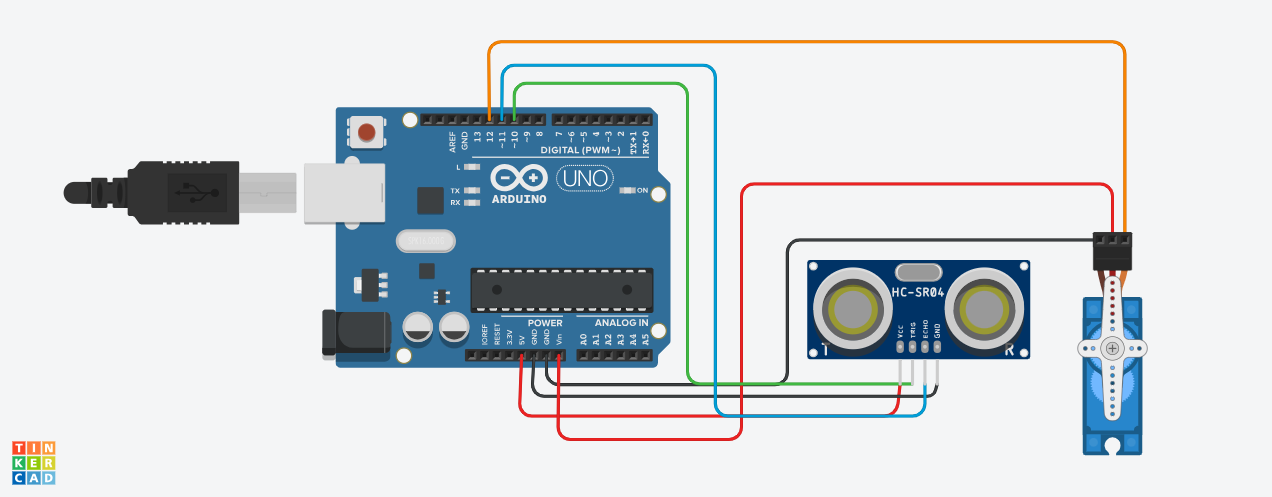 AREF
GND
13
12
~11
~10
~9
8
7
~6
~5
4
~3
2
TX→1
RX←0
DIGITAL (PWM~)
L
TX
RX
UNO
ON
ARDUINO
HC-SR04
POWER
ANALOG IN
IOREF
RESET
3.3V
5V
GND
GND
Vin
A0
A1
A2
A3
A4
A5
VCC
TRIG
ECHO
GND
T
R
TIN
KER
CAD